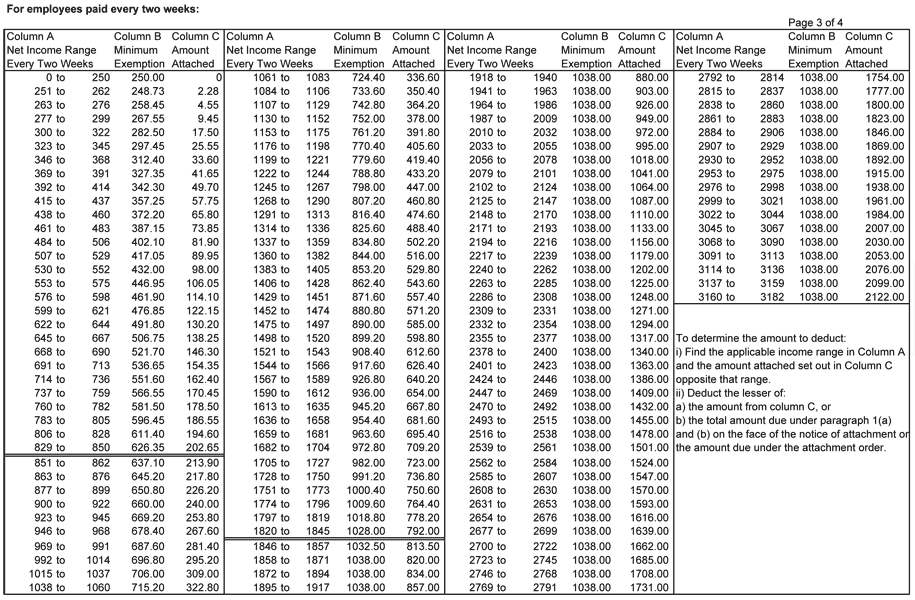 For employees paid every two weeks:
Page 3 of 4
Column A Column B Column C
Net Income Range Minimum Amount
Every Two Weeks Exemption Attached
0 to 250 250.00 0
251 to 262 248.73 2.28
263 to 276 258.45 4.55
277 to 299 267.55 9.45
300 to 322 282.50 17.50
323 to 345 297.45 25.55
346 to 368 312.40 33.60
369 to 391 327.35 41.65
392 to 414 342.30 49.70
415 to 437 357.25 57.75
438 to 460 372.20 65.80
461 to 483 387.15 73.85
484 to 506 402.10 81.90
507 to 529 417.05 89.95
530 to 552 432.00 98.00
553 to 575 446.95 106.05
576 to 598 461.90 114.10
599 to 621 476.85 122.15
622 to 644 491.80 130.20
645 to 667 506.75 138.25
668 to 690 521.70 146.30
691 to 713 536.65 154.35
714 to 736 551.60 162.40
737 to 759 566.55 170.45
760 to 782 581.50 178.50
783 to 805 596.45 186.55
806 to 828 611.40 194.60
829 to 850 626.35 202.65
851 to 862 637.10 213.90
863 to 876 645.20 217.80
877 to 899 650.80 226.20
900 to 922 660.00 240.00
923 to 945 669.20 253.80
946 to 968 678.40 267.60
969 to 991 687.60 281.40
992 to 1014 696.80 295.20
1015 to 1037 706.00 309.00
1038 to 1060 715.20 322.80
Column A Column B Column C
Net Income Range Minimum Amount
Every Two Weeks Exemption Attached
1061 to 1083 724.40 336.60
1084 to 1106 733.60 350.40
1107 to 1129 742.80 364.20
1130 to 1152 752.00 378.00
1153 to 1175 761.20 391.80
1176 to 1198 770.40 405.60
1199 to 1221 779.60 419.40
1222 to 1244 788.80 433.20
1245 to 1267 798.00 447.00
1268 to 1290 807.20 460.80
1291 to 1313 816.40 474.60
1314 to 1336 825.60 488.40
1337 to 1359 834.80 502.20
1360 to 1382 844.00 516.00
1383 to 1405 853.20 529.80
1406 to 1428 862.40 543.60
1429 to 1451 871.60 557.40
1452 to 1474 880.80 571.20
1475 to 1497 890.00 585.00
1498 to 1520 899.20 598.80
1521 to 1543 908.40 612.60
1544 to 1566 917.60 626.40
1567 to 1589 926.80 640.20
1590 to 1612 936.00 654.00
1613 to 1635 945.20 667.80
1636 to 1658 954.40 681.60
1659 to 1681 963.60 695.40
1682 to 1704 972.80 709.20
1705 to 1727 982.00 723.00
1728 to 1750 991.20 736.80
1751 to 1773 1000.40 750.60
1774 to 1796 1009.60 764.40
1797 to 1819 1018.80 778.20
1820 to 1845 1028.00 792.00
1846 to 1857 1032.50 813.50
1858 to 1871 1038.00 820.00
1872 to 1894 1038.00 834.00
1895 to 1917 1038.00 857.00
Column A Column B Column C
Net Income Range Minimum Amount
Every Two Weeks Exemption Attached
1918 to 1940 1038.00 880.00
1941 to 1963 1038.00 903.00
1964 to 1986 1038.00 926.00
1987 to 2009 1038.00 949.00
2010 to 2032 1038.00 972.00
2033 to 2055 1038.00 995.00
2056 to 2078 1038.00 1018.00
2079 to 2101 1038.00 1041.00
2102 to 2124 1038.00 1064.00
2125 to 2147 1038.00 1087.00
2148 to 2170 1038.00 1110.00
2171 to 2193 1038.00 1133.00
2194 to 2216 1038.00 1156.00
2217 to 2239 1038.00 1179.00
2240 to 2262 1038.00 1202.00
2263 to 2285 1038.00 1225.00
2286 to 2308 1038.00 1248.00
2309 to 2331 1038.00 1271.00
2332 to 2354 1038.00 1294.00
2355 to 2377 1038.00 1317.00
2378 to 2400 1038.00 1340.00
2401 to 2423 1038.00 1363.00
2424 to 2446 1038.00 1386.00
2447 to 2469 1038.00 1409.00
2470 to 2492 1038.00 1432.00
2493 to 2515 1038.00 1455.00
2516 to 2538 1038.00 1478.00
2539 to 2561 1038.00 1501.00
2562 to 2584 1038.00 1524.00
2585 to 2607 1038.00 1547.00
2608 to 2630 1038.00 1570.00
2631 to 2653 1038.00 1593.00
2654 to 2676 1038.00 1616.00
2677 to 2699 1038.00 1639.00
2700 to 2722 1038.00 1662.00
2723 to 2745 1038.00 1685.00
2746 to 2768 1038.00 1708.00
2769 to 2791 1038.00 1731.00
Column A Column B Column C
Net Income Range Minimum Amount
Every Two Weeks Exemption Attached
2792 to 2814 1038.00 1754.00
2815 to 2837 1038.00 1777.00
2838 to 2860 1038.00 1800.00
2861 to 2883 1038.00 1823.00
2884 to 2906 1038.00 1846.00
2907 to 2929 1038.00 1869.00
2930 to 2952 1038.00 1892.00
2953 to 2975 1038.00 1915.00
2976 to 2998 1038.00 1938.00
2999 to 3021 1038.00 1961.00
3022 to 3044 1038.00 1984.00
3045 to 3067 1038.00 2007.00
3068 to 3090 1038.00 2030.00
3091 to 3113 1038.00 2053.00
3114 to 3136 1038.00 2076.00
3137 to 3159 1038.00 2099.00
3160 to 3182 1038.00 2122.00
To determine the amount to deduct:
i) Find the applicable income range in Column A
and the amount attached set out in Column C
opposite that range.
ii) Deduct the lesser of:
a) the amount from column C, or
b) the total amount due under paragraph 1(a)
and (b) on the face of the notice of attachment or
the amount due under the attachment order.